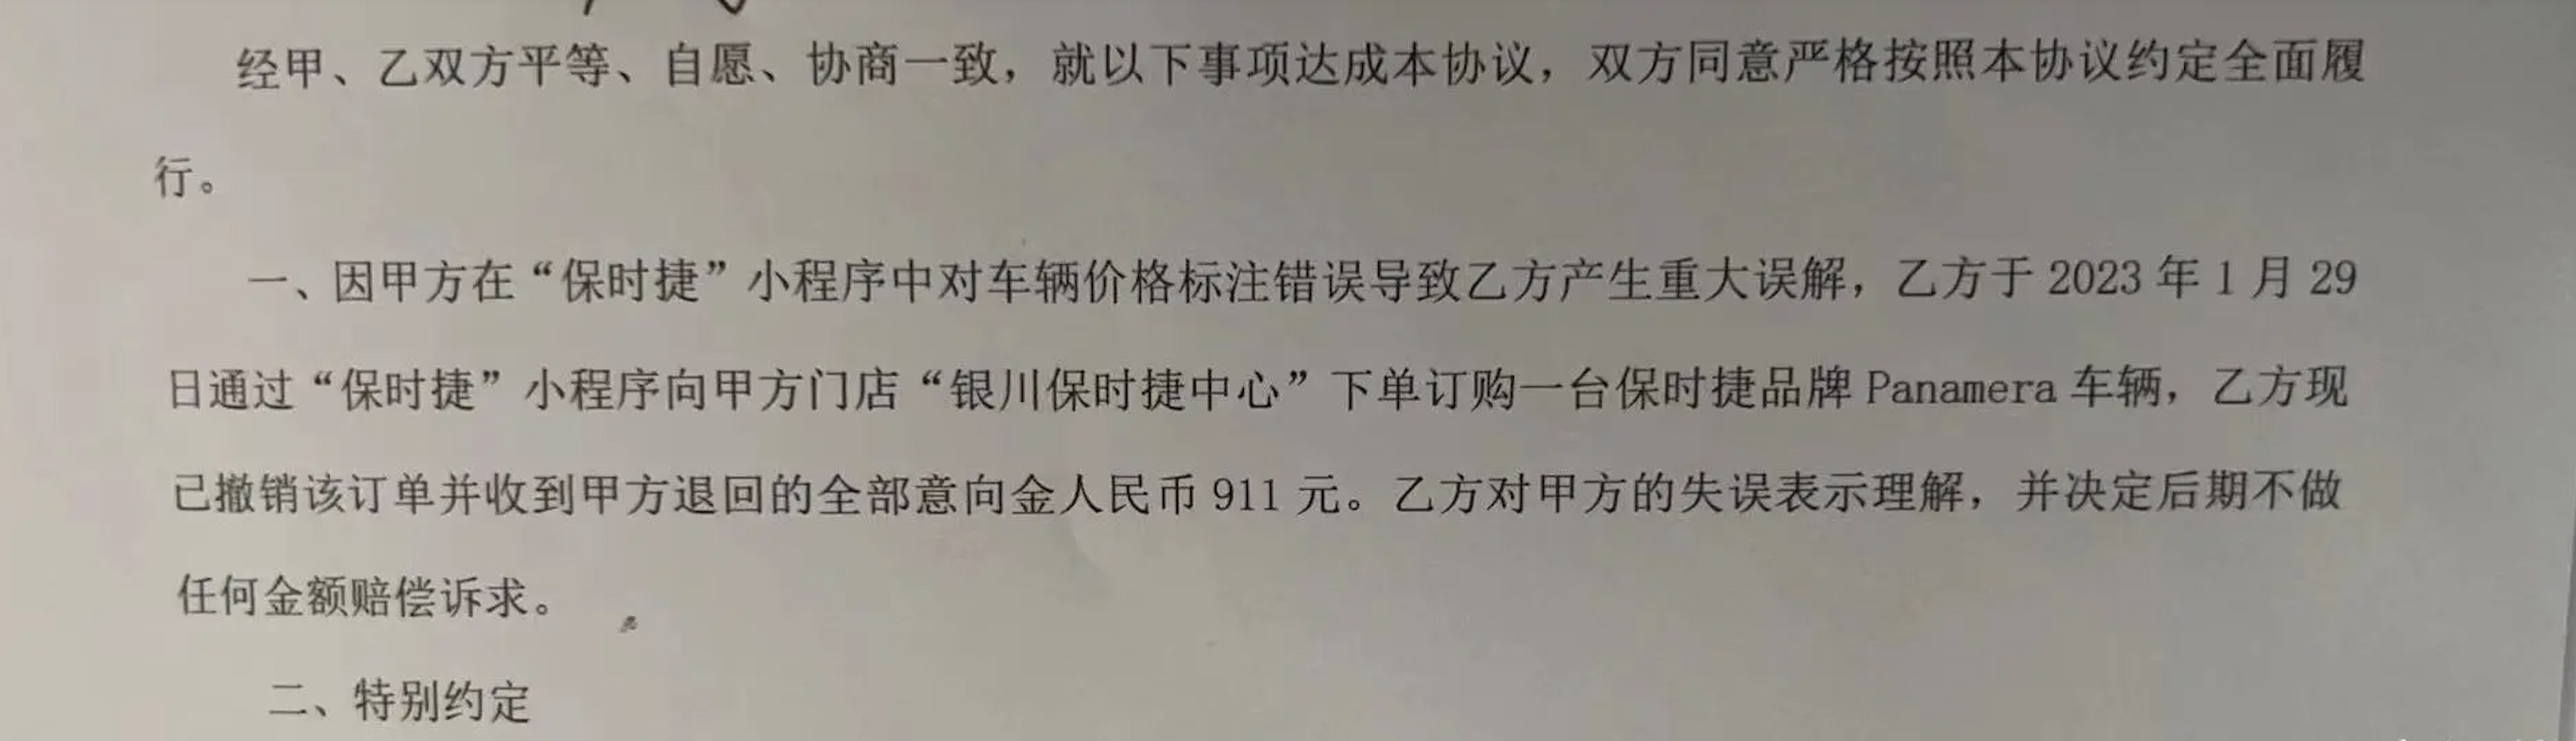 经甲、乙双方平等、自愿、协商一致，就以下事项达成本协议，双方同意严格按照本协议约定全面履
行。
一、因甲方在“保时捷”小程序中对车辆价格标注错误导致乙方产生重大误解，乙方于 2023 年 1 月 29
日通过“保时捷”小程序向甲方门店“银川保时捷中心”下单订购一台保时捷品牌 Panamera 车辆，乙方现
已撤销该订单并收到甲方退回的全部意向金人民币 911 元。乙方对甲方的失误表示理解，并决定后期不做
任何金额赔偿诉求。
二、特别约定